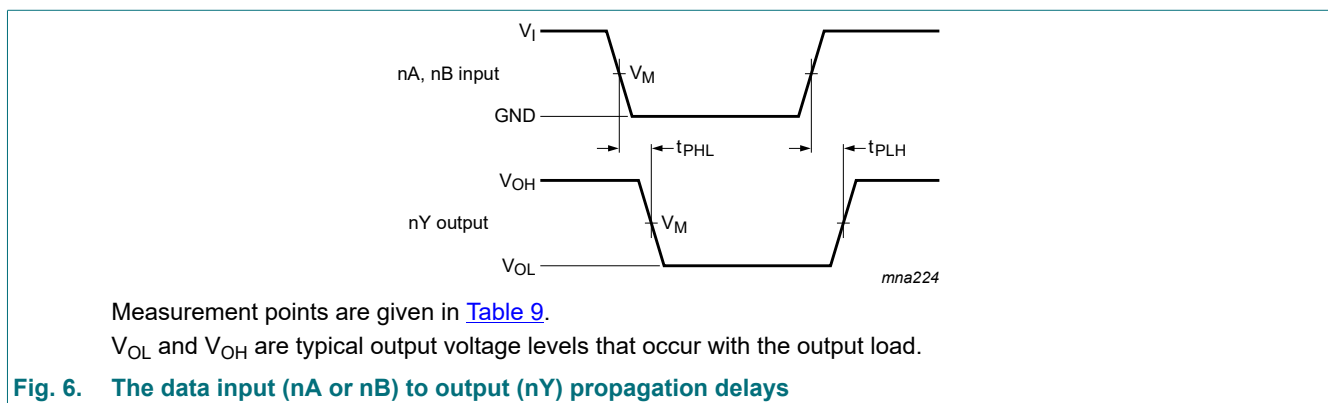 V_I
nA, nB input
V_M
GND
t_PHL
t_PLH
V_OH
nY output
V_M
V_OL
mna224
Measurement points are given in Table 9.
V_OL and V_OH are typical output voltage levels that occur with the output load.
Fig. 6. The data input (nA or nB) to output (nY) propagation delays